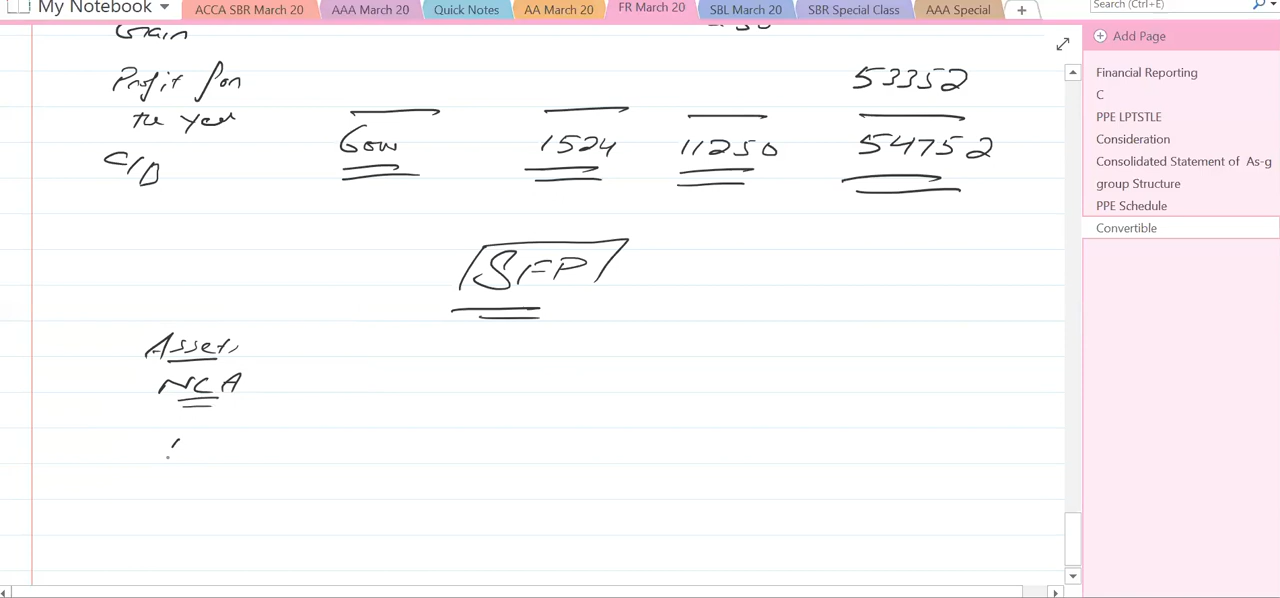 My Notebook
ACCA SBR March 20
AAA March 20
Quick Notes
AA March 20
FR March 20
SBL March 20
SBR Special Class
AAA Special
Search (Ctrl+E)
Add Page
Financial Reporting
C
PPE LPTSTLE
Consideration
Consolidated Statement of As-g
group Structure
PPE Schedule
Convertible
Gain
Profit for 53352
the year
C/D 6000 1524 11250 54752
SFP
Assets
NCA